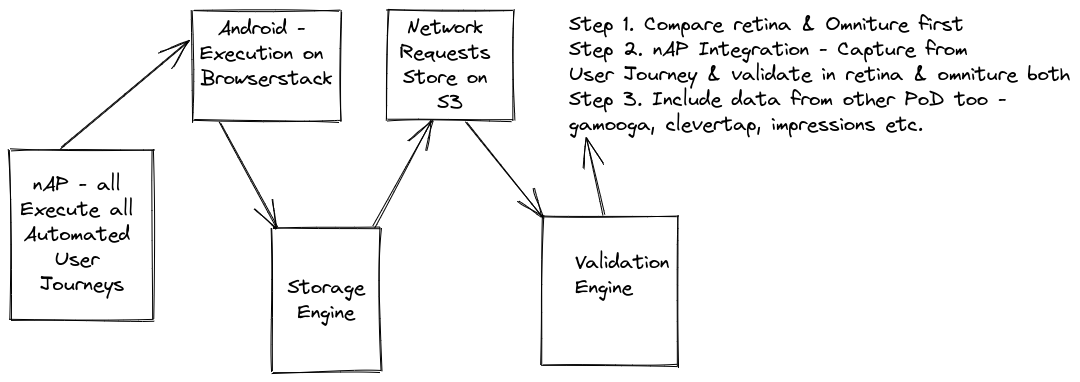 nAP - all
Execute all
Automated
User
Journeys
Android -
Execution on
Browserstack
Storage
Engine
Network
Requests
Store on
S3
Validation
Engine
Step 1. Compare retina & Omniture first
Step 2. nAP Integration - Capture from
User Journey & validate in retina & omniture both
Step 3. Include data from other PoD too -
gamooga, clevertap, impressions etc.